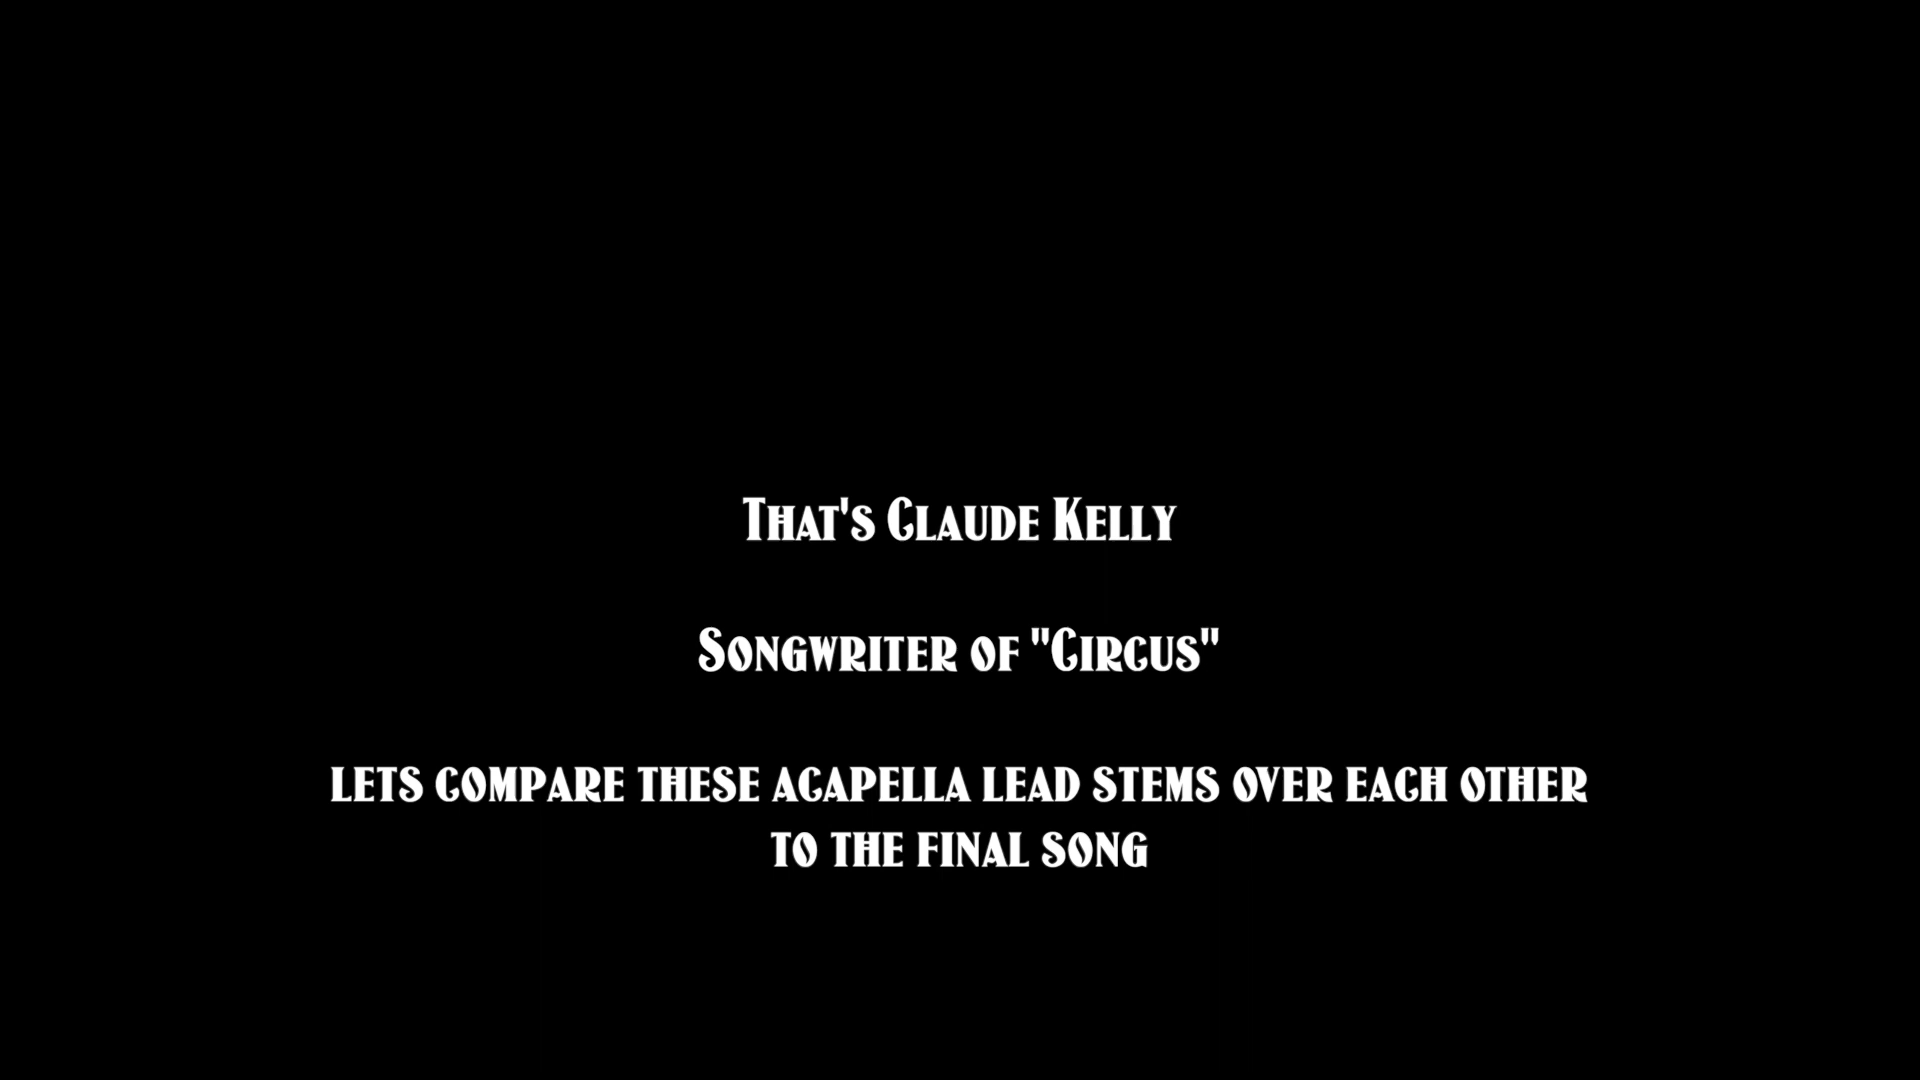 That's Claude Kelly
Songwriter of "Circus"
LETS COMPARE THESE ACAPELLA LEAD STEMS OVER EACH OTHER
TO THE FINAL SONG